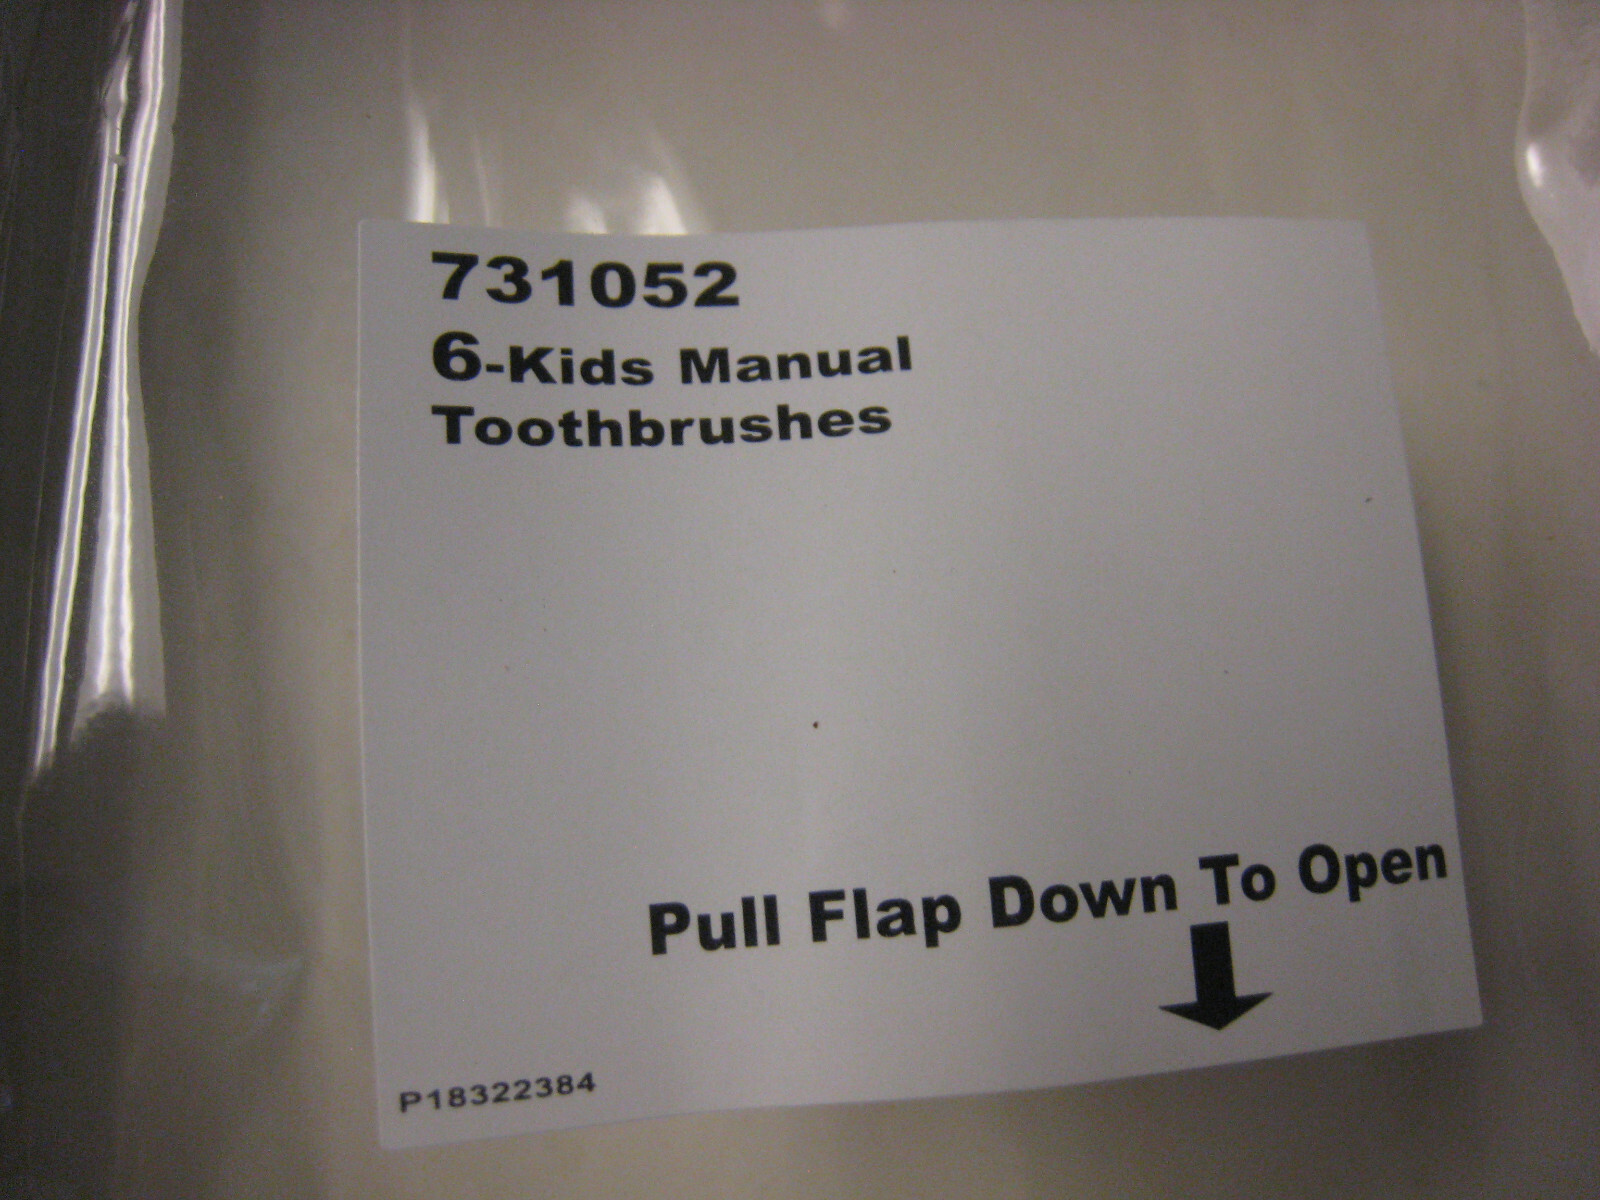 731052
6-Kids Manual
Toothbrushes
Pull Flap Down To Open
P18322384